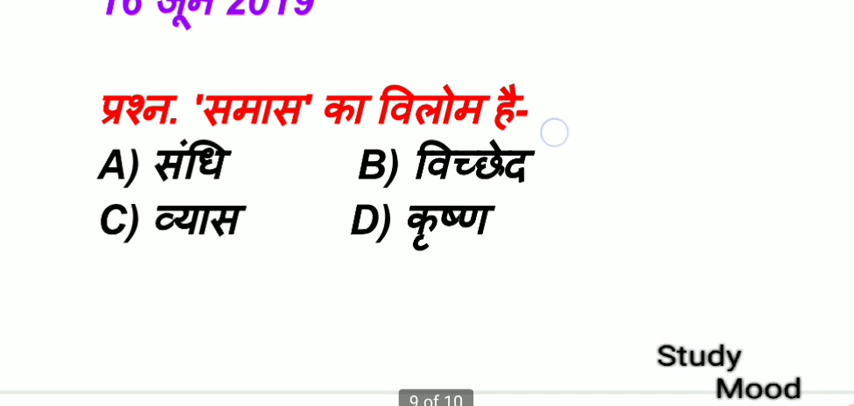 16 जून 2019
प्रश्न. 'समास' का विलोम है-
A) संधि B) विच्छेद
C) व्यास D) कृष्ण
Study
Mood
9 of 10